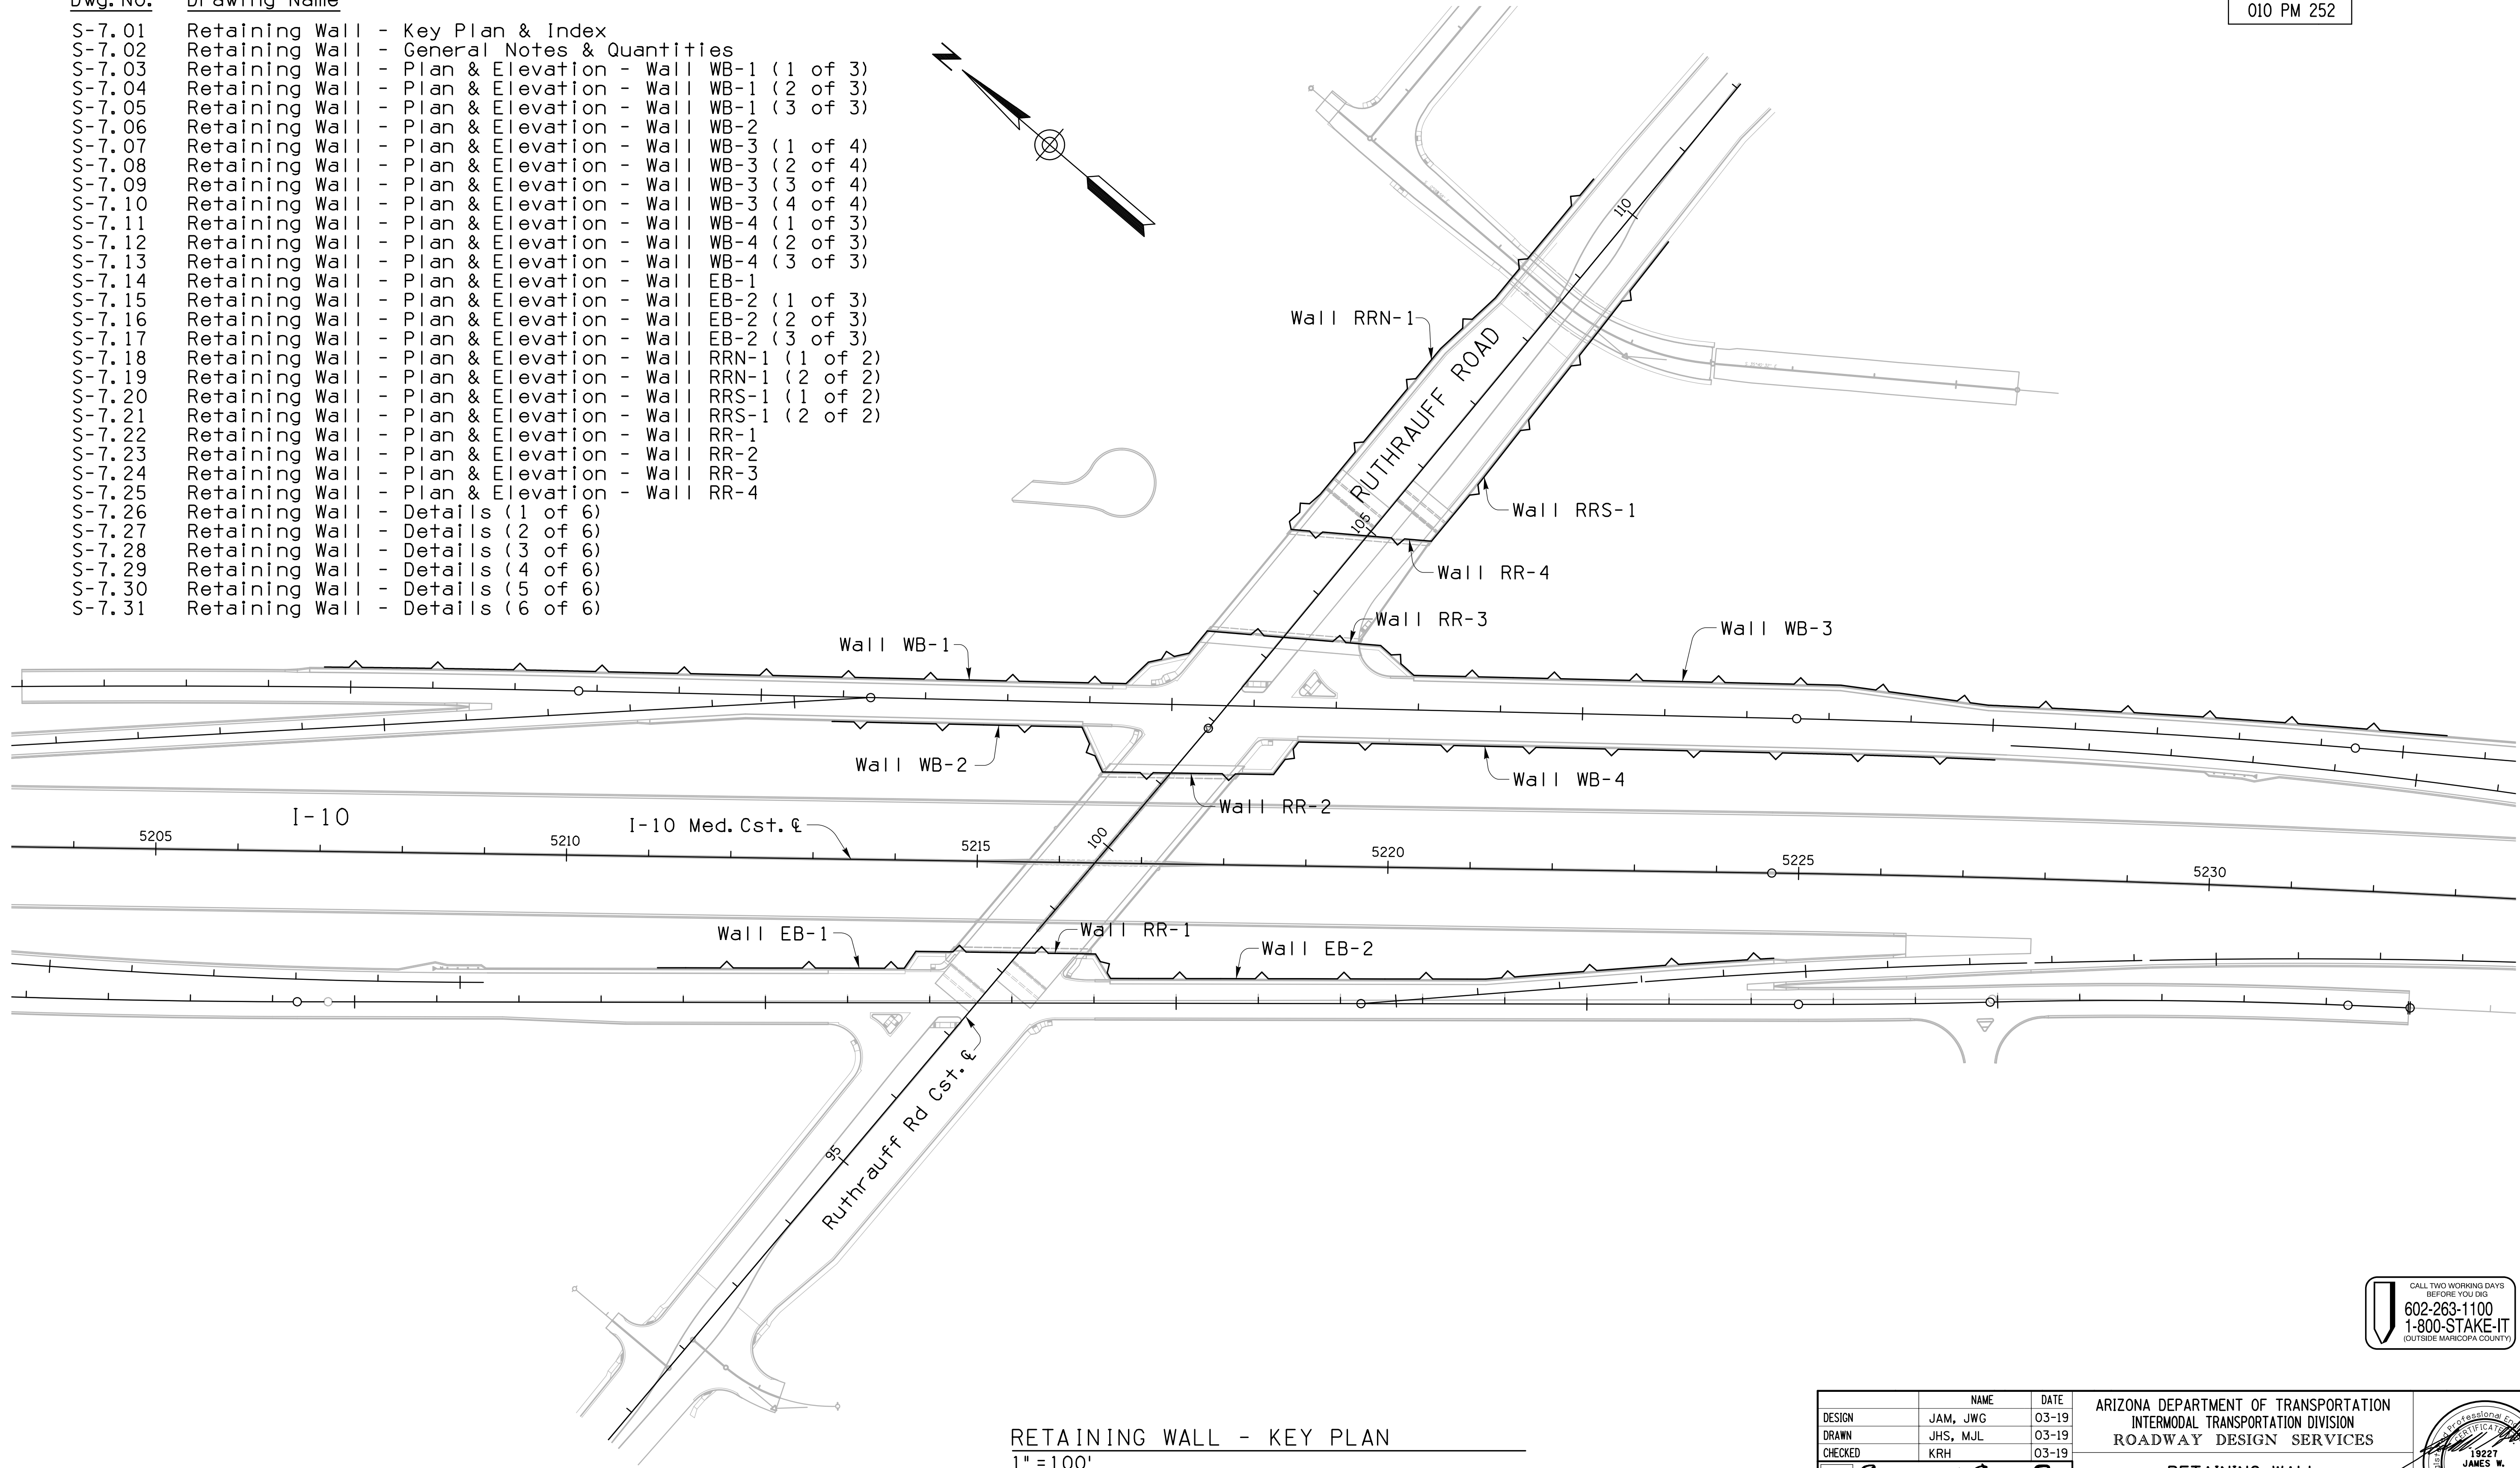 Dwg. No. Drawing Name
S-7.01 Retaining Wall - Key Plan & Index
S-7.02 Retaining Wall - General Notes & Quantities
S-7.03 Retaining Wall - Plan & Elevation - Wall WB-1 (1 of 3)
S-7.04 Retaining Wall - Plan & Elevation - Wall WB-1 (2 of 3)
S-7.05 Retaining Wall - Plan & Elevation - Wall WB-1 (3 of 3)
S-7.06 Retaining Wall - Plan & Elevation - Wall WB-2
S-7.07 Retaining Wall - Plan & Elevation - Wall WB-3 (1 of 4)
S-7.08 Retaining Wall - Plan & Elevation - Wall WB-3 (2 of 4)
S-7.09 Retaining Wall - Plan & Elevation - Wall WB-3 (3 of 4)
S-7.10 Retaining Wall - Plan & Elevation - Wall WB-3 (4 of 4)
S-7.11 Retaining Wall - Plan & Elevation - Wall WB-4 (1 of 3)
S-7.12 Retaining Wall - Plan & Elevation - Wall WB-4 (2 of 3)
S-7.13 Retaining Wall - Plan & Elevation - Wall WB-4 (3 of 3)
S-7.14 Retaining Wall - Plan & Elevation - Wall EB-1
S-7.15 Retaining Wall - Plan & Elevation - Wall EB-2 (1 of 3)
S-7.16 Retaining Wall - Plan & Elevation - Wall EB-2 (2 of 3)
S-7.17 Retaining Wall - Plan & Elevation - Wall EB-2 (3 of 3)
S-7.18 Retaining Wall - Plan & Elevation - Wall RRN-1 (1 of 2)
S-7.19 Retaining Wall - Plan & Elevation - Wall RRN-1 (2 of 2)
S-7.20 Retaining Wall - Plan & Elevation - Wall RRS-1 (1 of 2)
S-7.21 Retaining Wall - Plan & Elevation - Wall RRS-1 (2 of 2)
S-7.22 Retaining Wall - Plan & Elevation - Wall RR-1
S-7.23 Retaining Wall - Plan & Elevation - Wall RR-2
S-7.24 Retaining Wall - Plan & Elevation - Wall RR-3
S-7.25 Retaining Wall - Plan & Elevation - Wall RR-4
S-7.26 Retaining Wall - Details (1 of 6)
S-7.27 Retaining Wall - Details (2 of 6)
S-7.28 Retaining Wall - Details (3 of 6)
S-7.29 Retaining Wall - Details (4 of 6)
S-7.30 Retaining Wall - Details (5 of 6)
S-7.31 Retaining Wall - Details (6 of 6)
010 PM 252
N
110
Wall RRN-1
RUTHRAUFF ROAD
Wall RRS-1
105
Wall RR-4
Wall RR-3
Wall WB-1
Wall WB-3
Wall WB-2
Wall WB-4
Wall RR-2
I-10
I-10 Med. Cst. ℄
100
5205
5210
5215
5220
5225
5230
Wall EB-1
Wall RR-1
Wall EB-2
Ruthrauff Rd Cst. ℄
95
CALL TWO WORKING DAYS
BEFORE YOU DIG
602-263-1100
1-800-STAKE-IT
(OUTSIDE MARICOPA COUNTY)
RETAINING WALL - KEY PLAN
1"=100'
NAME DATE
DESIGN JAM, JWG 03-19
DRAWN JHS, MJL 03-19
CHECKED KRH 03-19
ARIZONA DEPARTMENT OF TRANSPORTATION
INTERMODAL TRANSPORTATION DIVISION
ROADWAY DESIGN SERVICES
RETAINING WALL
19227
JAMES W.